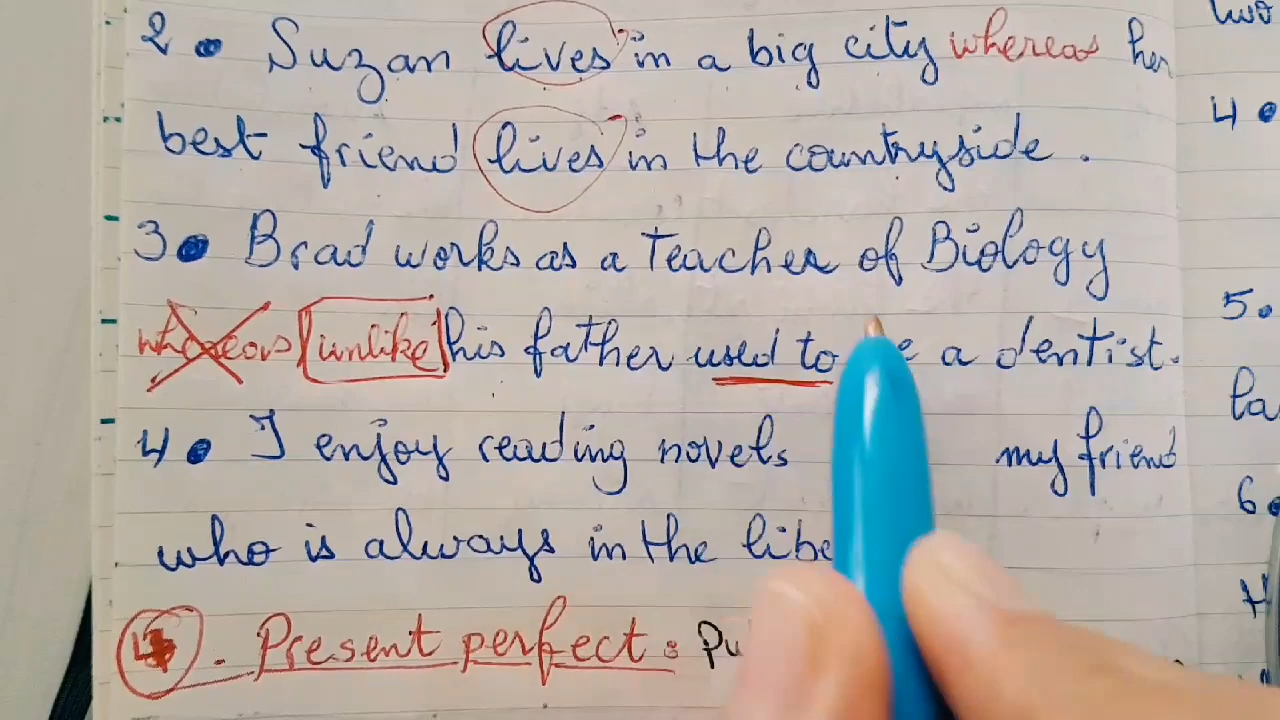 2. Suzan lives in a big city whereas her
best friend lives in the countryside.
3. Brad works as a teacher of Biology
whereas unlike his father used to a dentist.
4. I enjoy reading novels my friend
who is always in the
Present perfect:
4.
5.
6.